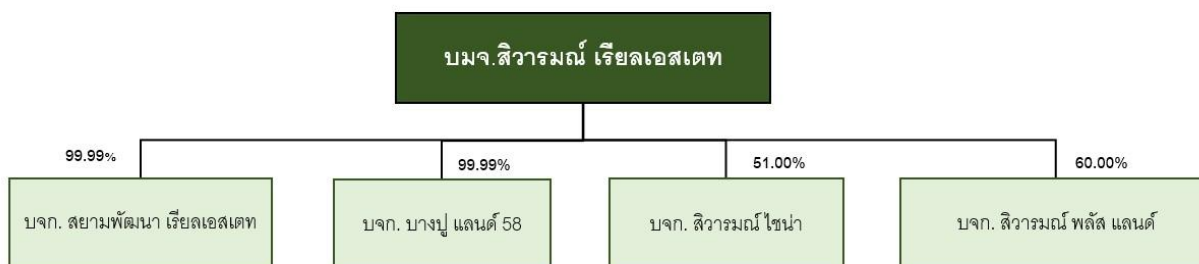 บมจ.สิวารมณ์ เรียลเอสเตท
99.99%
99.99%
51.00%
60.00%
บจก. สยามพัฒนา เรียลเอสเตท
บจก. บางปู แลนด์ 58
บจก. สิวารมณ์ ไชน่า
บจก. สิวารมณ์ พลัส แลนด์